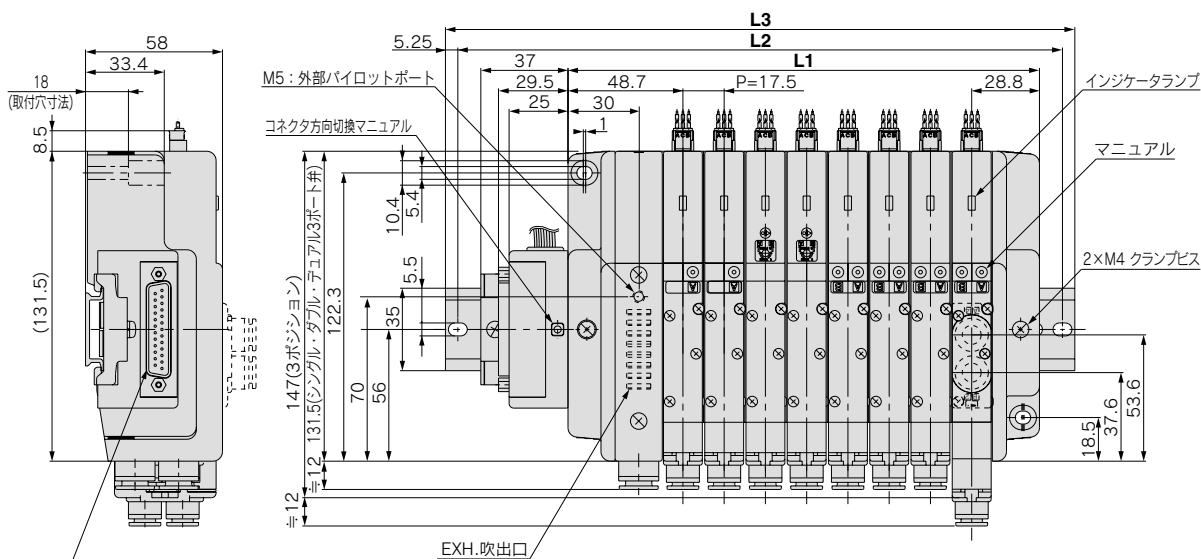 58
33.4
18
(取付穴寸法)
8.5
(131.5)
L3
L2
5.25
L1
37
29.5
25
48.7
30
1
P=17.5
28.8
M5：外部パイロットポート
コネクタ方向切換マニュアル
インジケータランプ
マニュアル
2×M4 クランプビス
10.4
5.4
5.5
35
147(3ポジション)
131.5(シングル・ダブル・デュアル3ポート弁)
122.3
70
56
≒12
≒12
18.5
37.6
53.6
EXH.吹出口